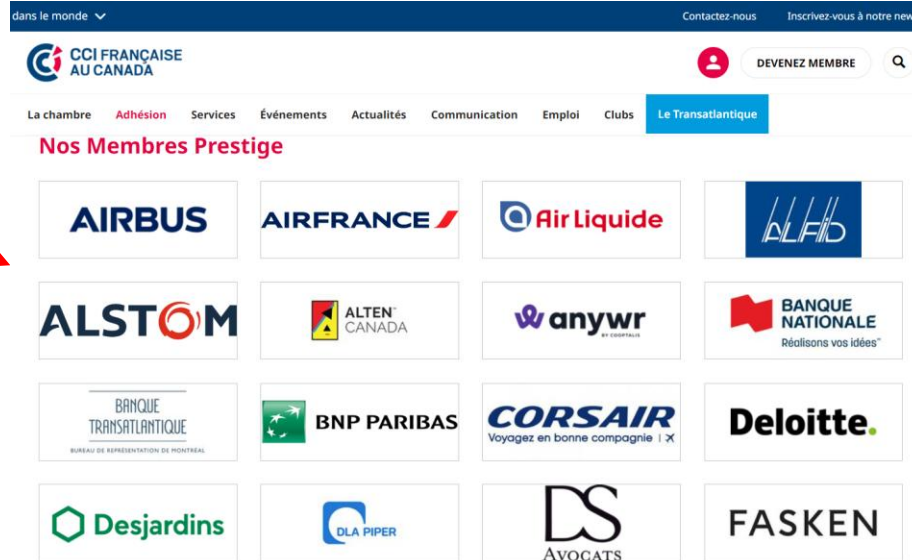 dans le monde
Contactez-nous
Inscrivez-vous à notre new
CCI FRANÇAISE
AU CANADA
DEVENEZ MEMBRE
La chambre Adhésion Services Événements Actualités Communication Emploi Clubs Le Transatlantique
Nos Membres Prestige
AIRBUS
AIRFRANCE
Air Liquide
ALFID
ALSTOM
ALTEN
CANADA
anywr
BY COOPTALIS
BANQUE
NATIONALE
Réalisons vos idées
BANQUE
TRANSATLANTIQUE
BUREAU DE REPRÉSENTATION DE MONTRÉAL
BNP PARIBAS
CORSAIR
Voyagez en bonne compagnie
Deloitte.
Desjardins
DLA PIPER
DS
AVOCATS
FASKEN